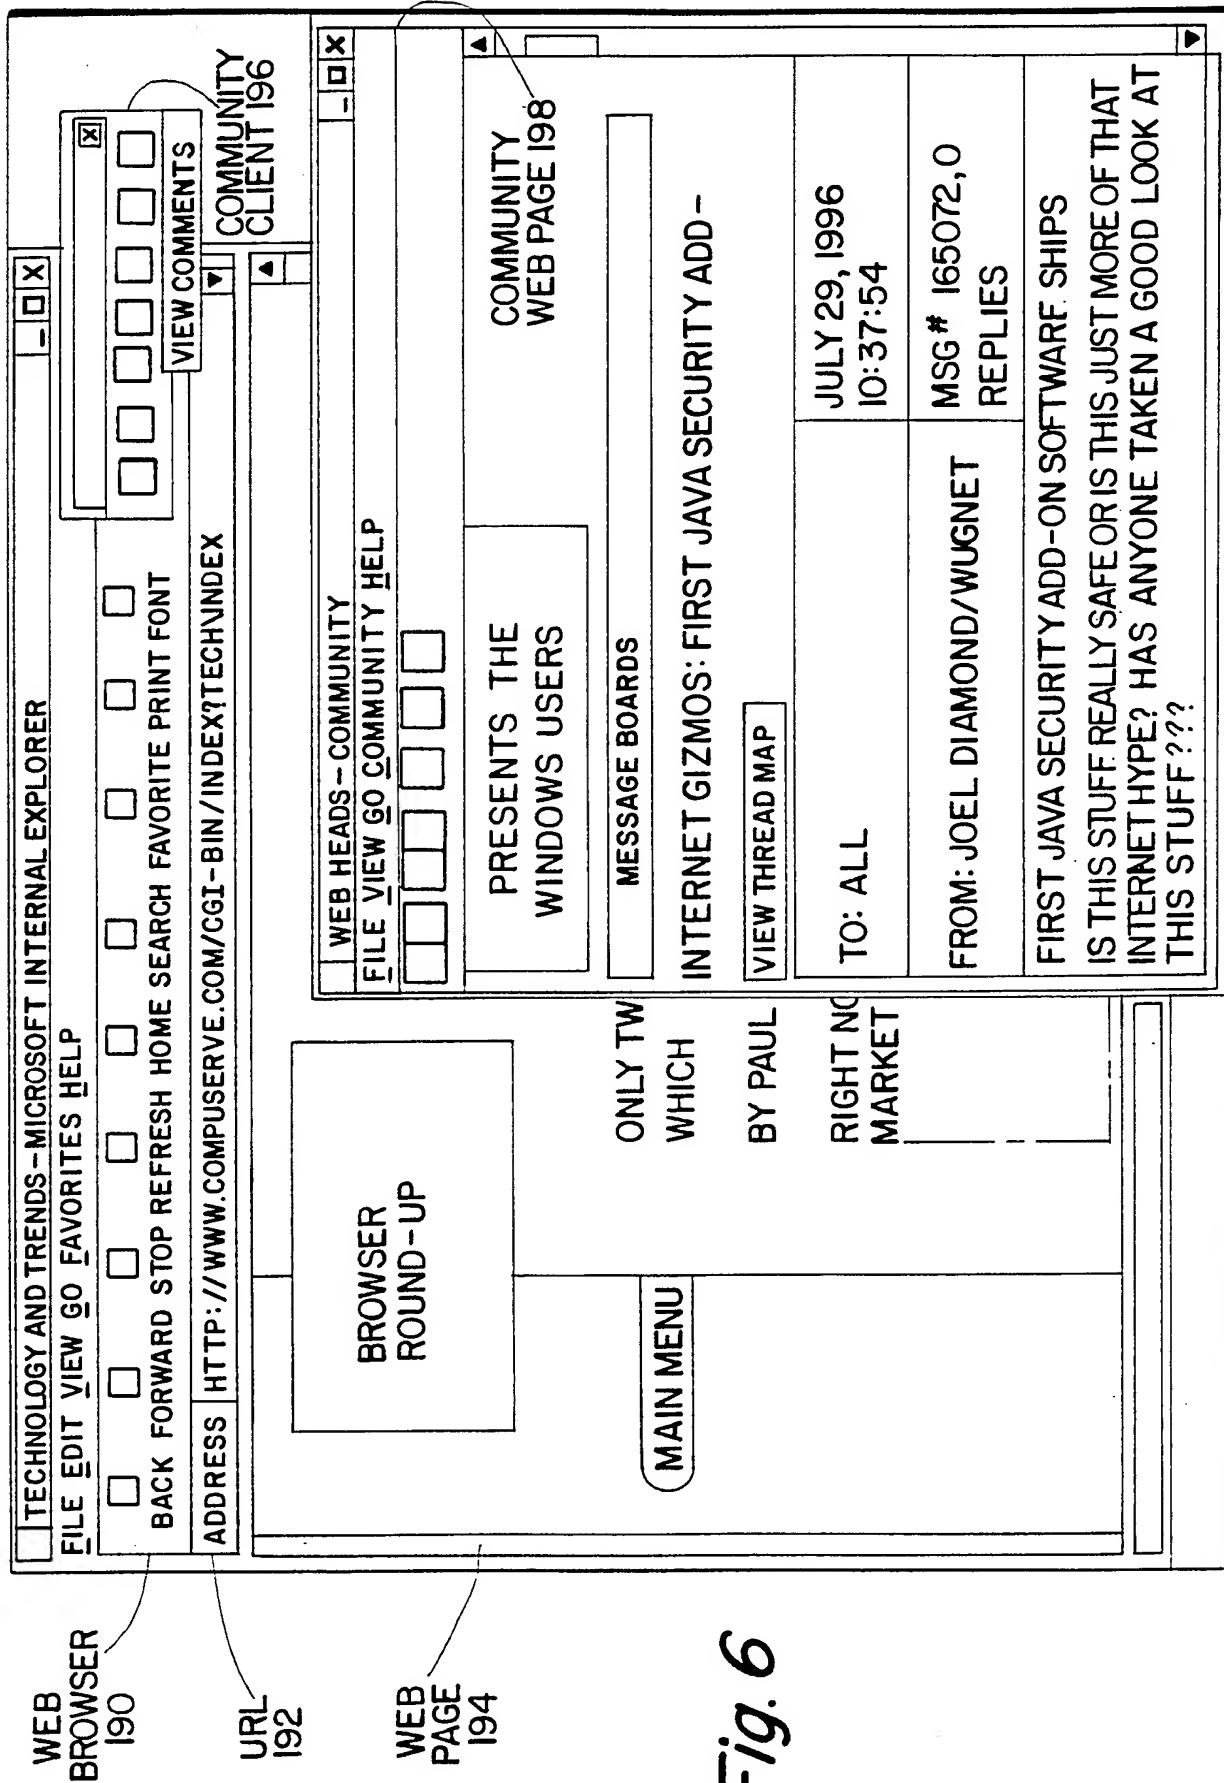 TECHNOLOGY AND TRENDS-MICROSOFT INTERNAL EXPLORER
_ X
FILE EDIT VIEW GO FAVORITES HELP
X
BACK FORWARD STOP REFRESH HOME SEARCH FAVORITE PRINT FONT
VIEW COMMENTS
ADDRESS HTTP://WWW.COMPUSERVE.COM/CGI-BIN/INDEX?TECH\INDEX
COMMUNITY
CLIENT 196
WEB
BROWSER
190
URL
192
WEB
PAGE
194
BROWSER
ROUND-UP
MAIN MENU
ONLY TW
WHICH
BY PAUL
RIGHT NO
MARKET
WEB HEADS-COMMUNITY
_ X
FILE VIEW GO COMMUNITY HELP
PRESENTS THE
WINDOWS USERS
COMMUNITY
WEB PAGE 198
MESSAGE BOARDS
INTERNET GIZMOS: FIRST JAVA SECURITY ADD-
VIEW THREAD MAP
TO: ALL
JULY 29, 1996
10:37:54
FROM: JOEL DIAMOND/WUGNET
MSG# 165072, 0
REPLIES
FIRST JAVA SECURITY ADD-ON SOFTWARE SHIPS
IS THIS STUFF REALLY SAFE OR IS THIS JUST MORE OF THAT
INTERNET HYPE? HAS ANYONE TAKEN A GOOD LOOK AT
THIS STUFF???
Fig. 6